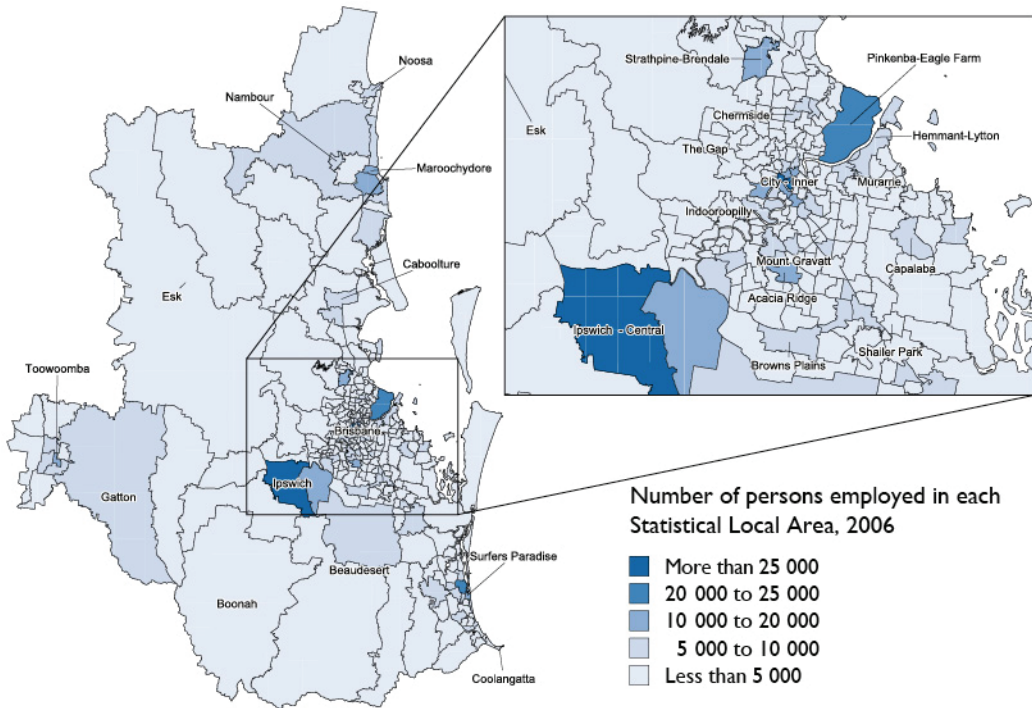 Noosa
Nambour
Maroochydore
Caboolture
Esk
Toowoomba
Brisbane
Ipswich
Gatton
Surfers Paradise
Beaudesert
Boonah
Coolangatta
Strathpine-Brendale
Pinkenba-Eagle Farm
Chermside
Esk
Hemmant-Lytton
The Gap
City - Inner
Murarrie
Indooroopilly
Mount Gravatt
Capalaba
Acacia Ridge
Ipswich - Central
Shailer Park
Browns Plains
Number of persons employed in each
Statistical Local Area, 2006
More than 25 000
20 000 to 25 000
10 000 to 20 000
5 000 to 10 000
Less than 5 000